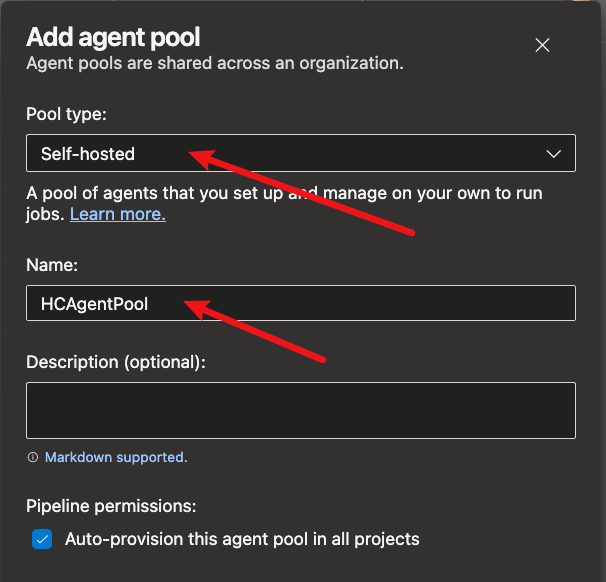 Add agent pool
Agent pools are shared across an organization.
Pool type:
Self-hosted
A pool of agents that you set up and manage on your own to run
jobs. Learn more.
Name:
HCAgentPool
Description (optional):
Markdown supported.
Pipeline permissions:
Auto-provision this agent pool in all projects